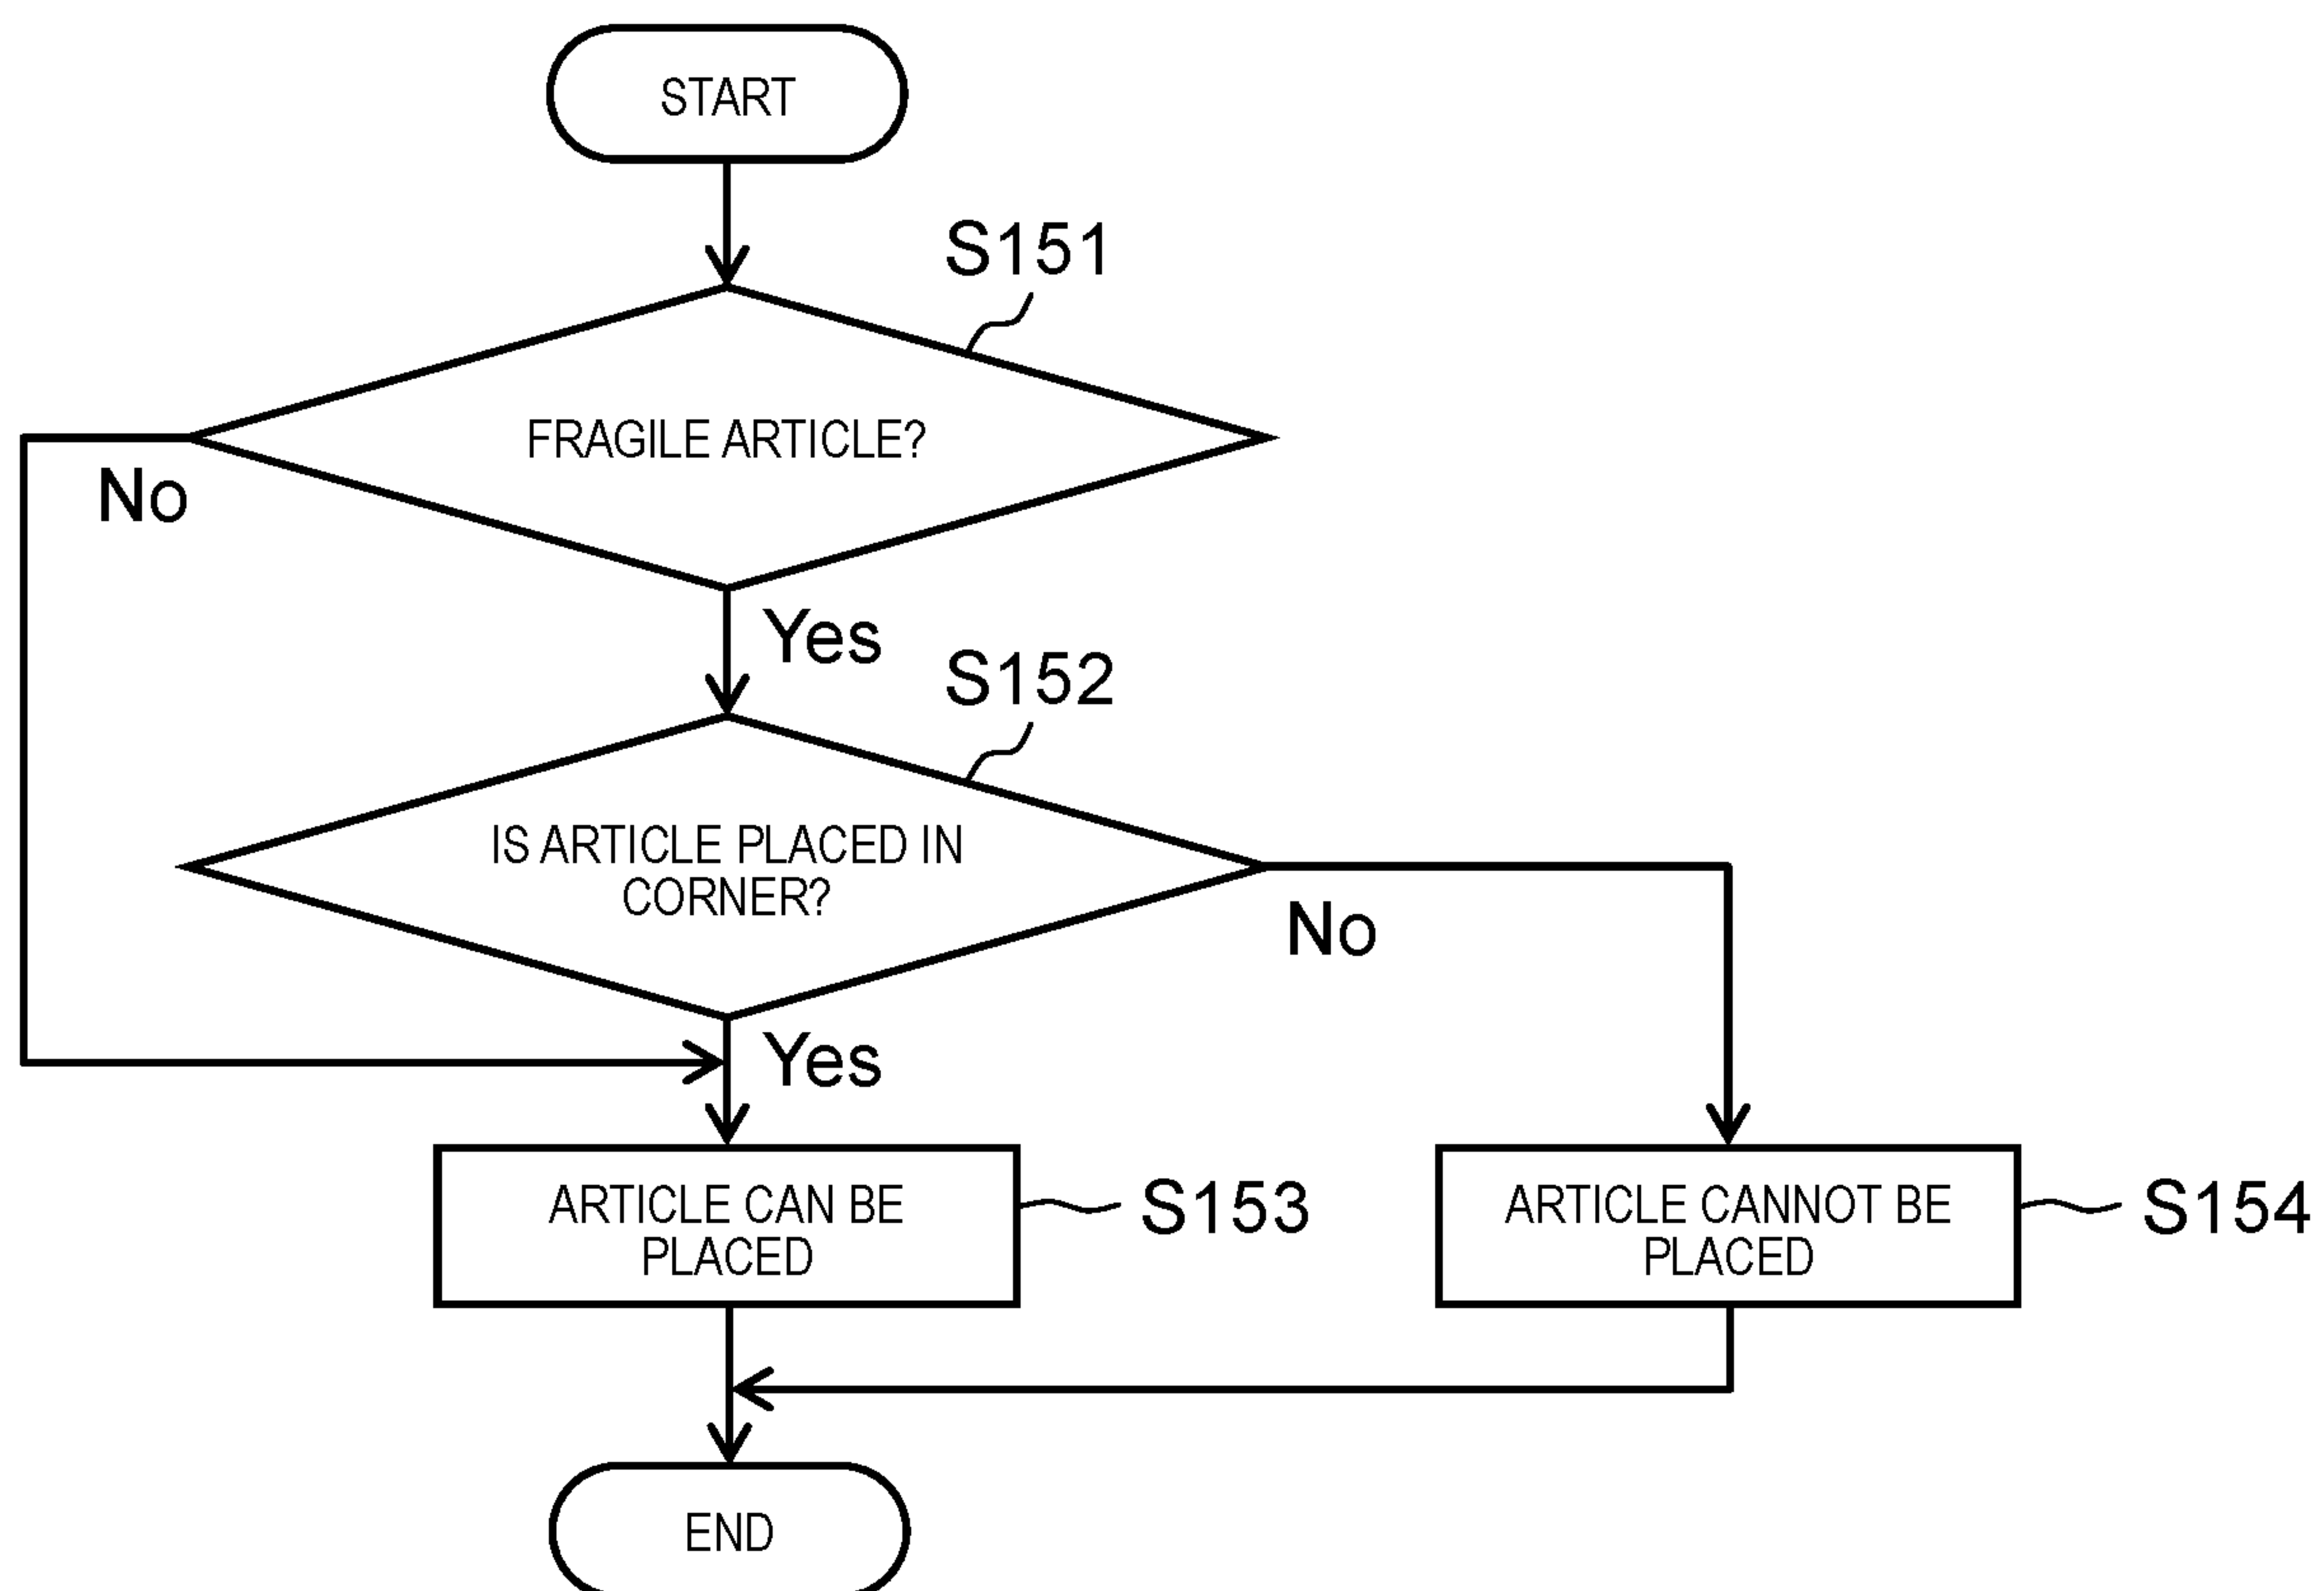 START
S151
FRAGILE ARTICLE?
No
Yes
S152
IS ARTICLE PLACED IN
CORNER?
No
Yes
ARTICLE CAN BE
PLACED
S153
ARTICLE CANNOT BE
PLACED
S154
END